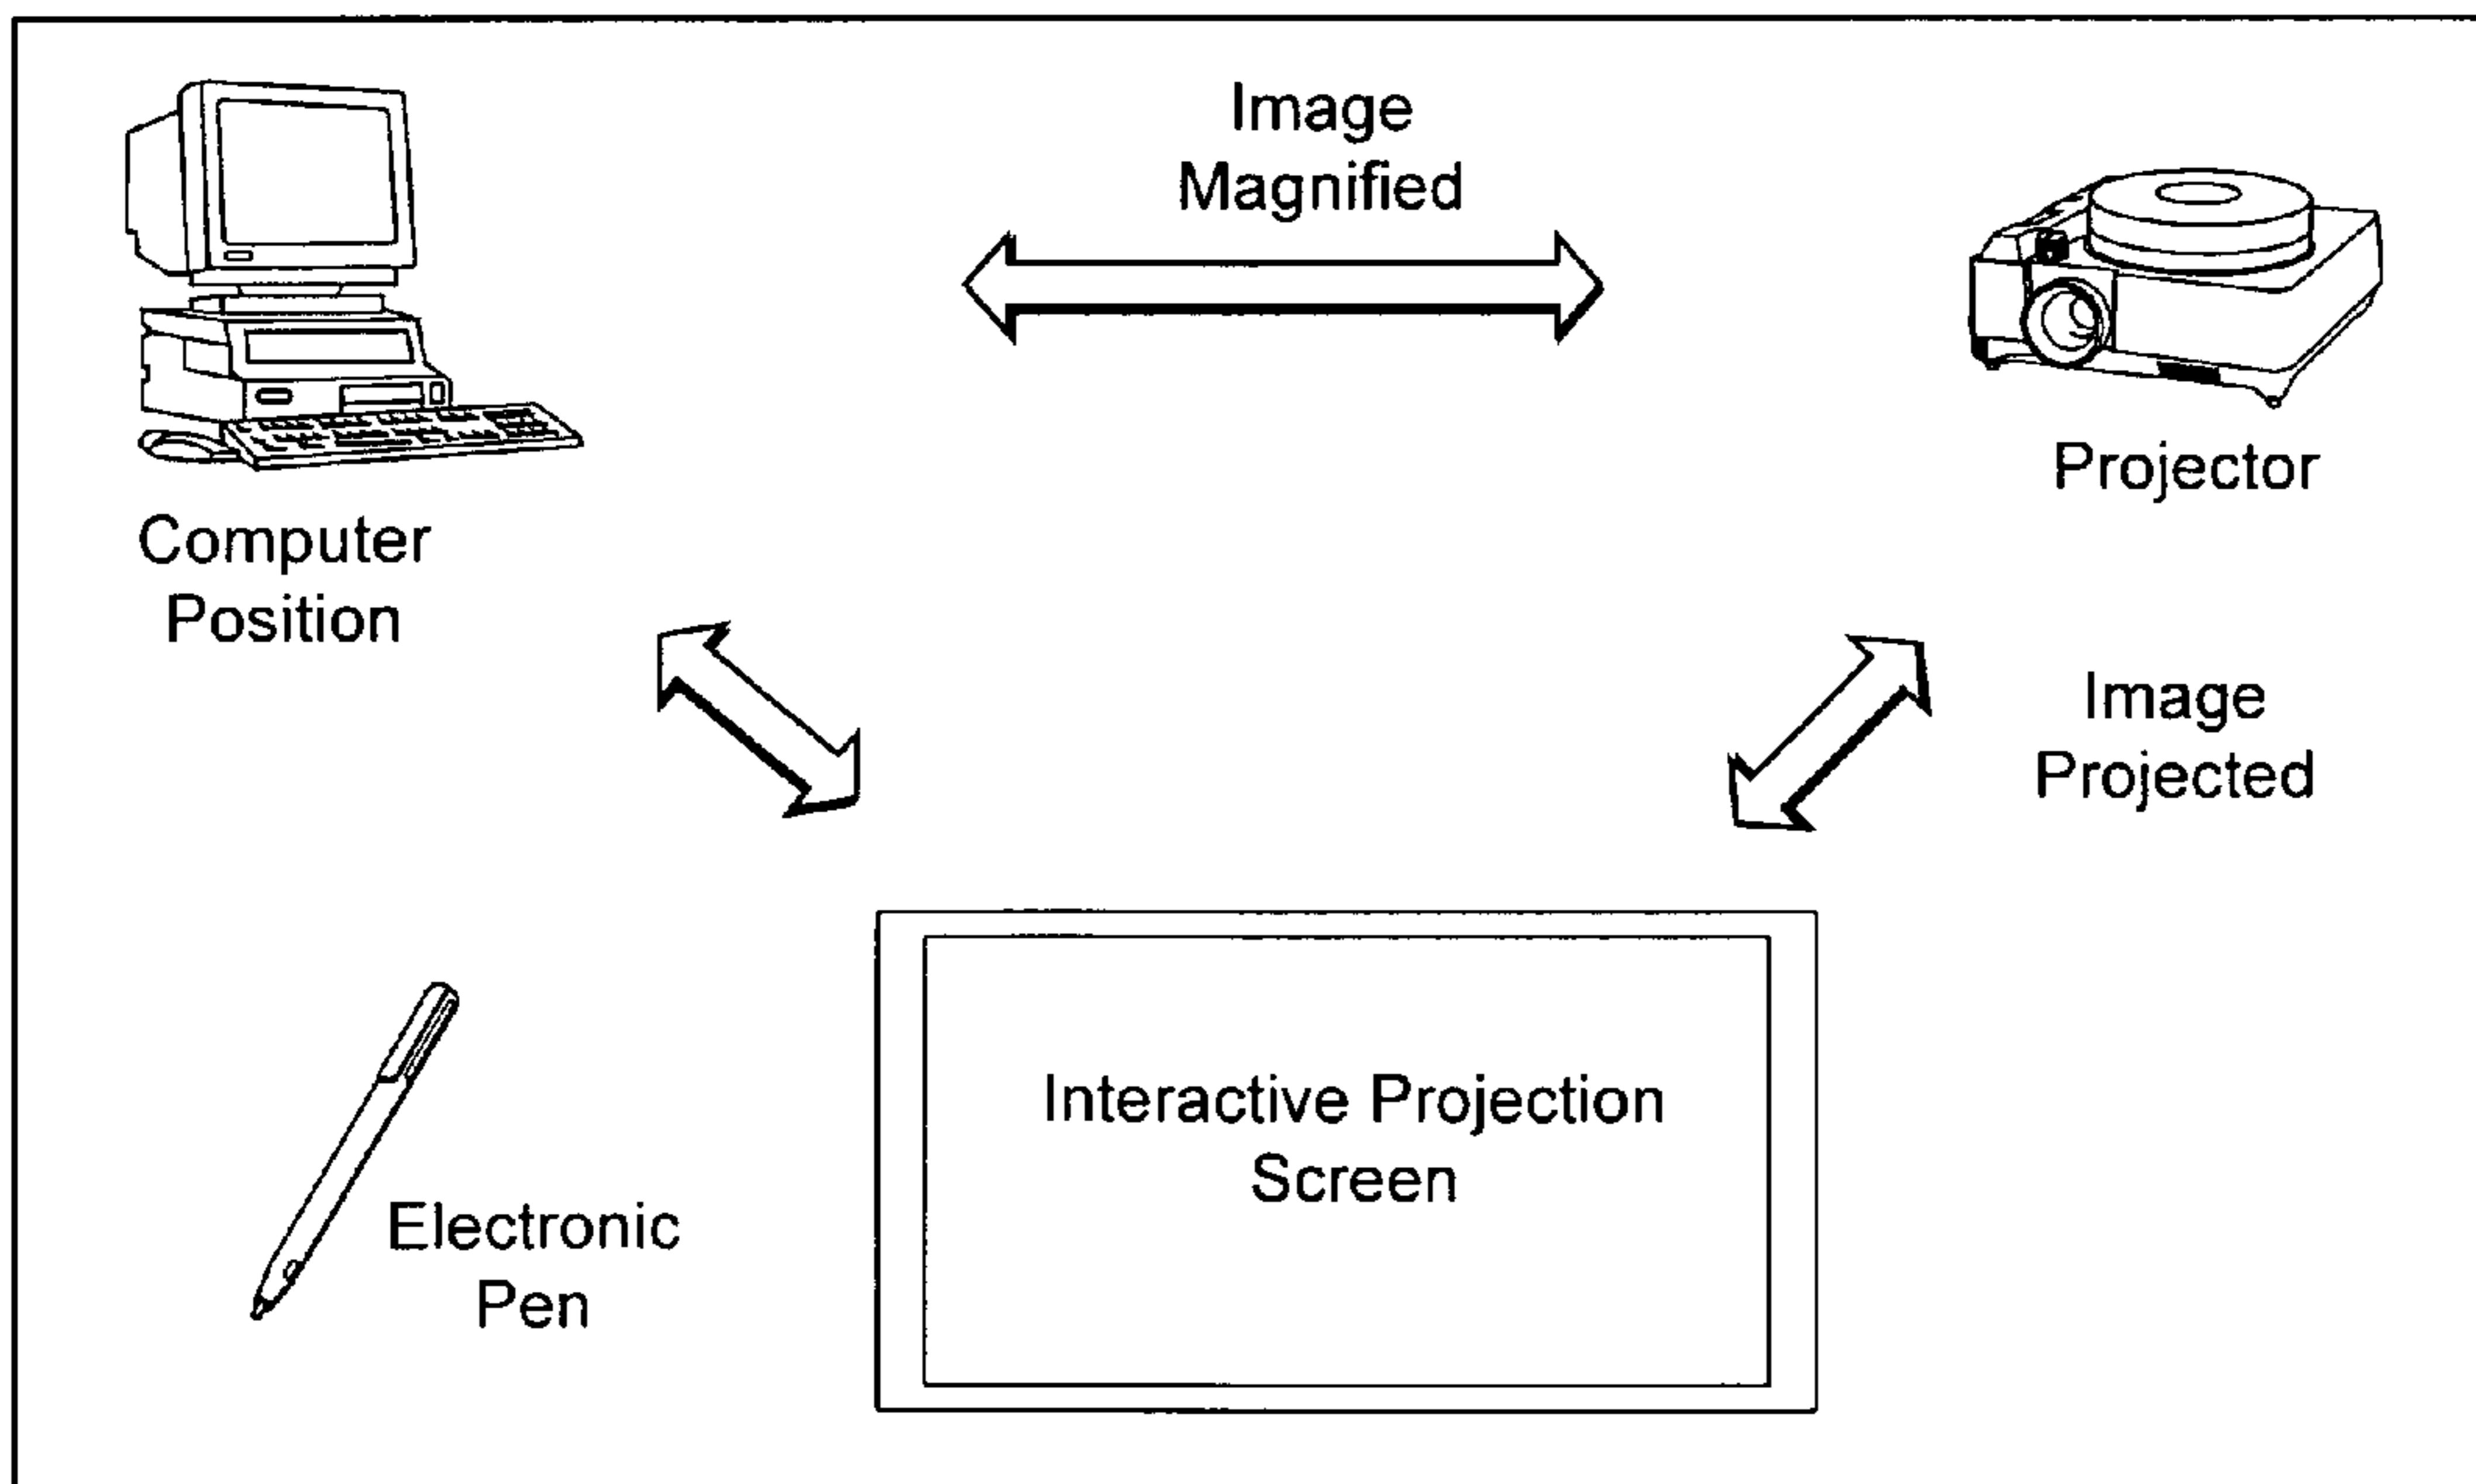 Image
Magnified
Projector
Computer
Position
Image
Projected
Interactive Projection
Screen
Electronic
Pen